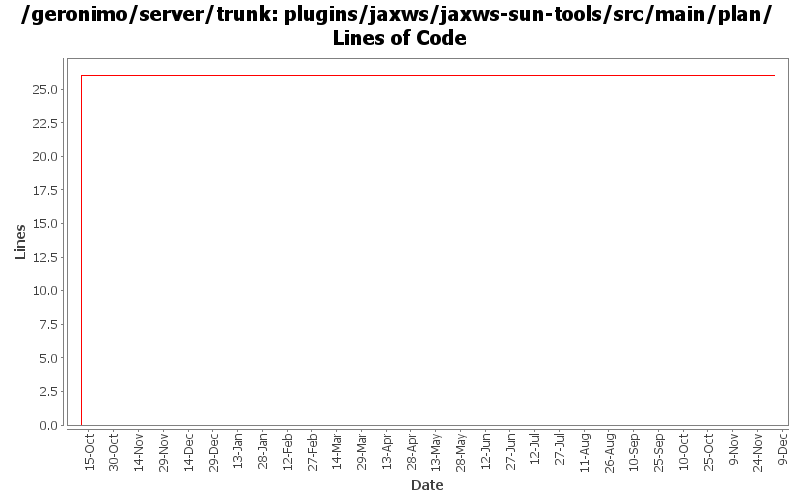 /geronimo/server/trunk: plugins/jaxws/jaxws-sun-tools/src/main/plan/
Lines of Code
25.0
22.5
20.0
17.5
15.0
12.5
10.0
7.5
5.0
2.5
0.0
Lines
15-Oct
30-Oct
14-Nov
29-Nov
14-Dec
29-Dec
13-Jan
28-Jan
12-Feb
27-Feb
14-Mar
29-Mar
13-Apr
28-Apr
13-May
28-May
12-Jun
27-Jun
12-Jul
27-Jul
11-Aug
26-Aug
10-Sep
25-Sep
10-Oct
25-Oct
9-Nov
24-Nov
9-Dec
Date